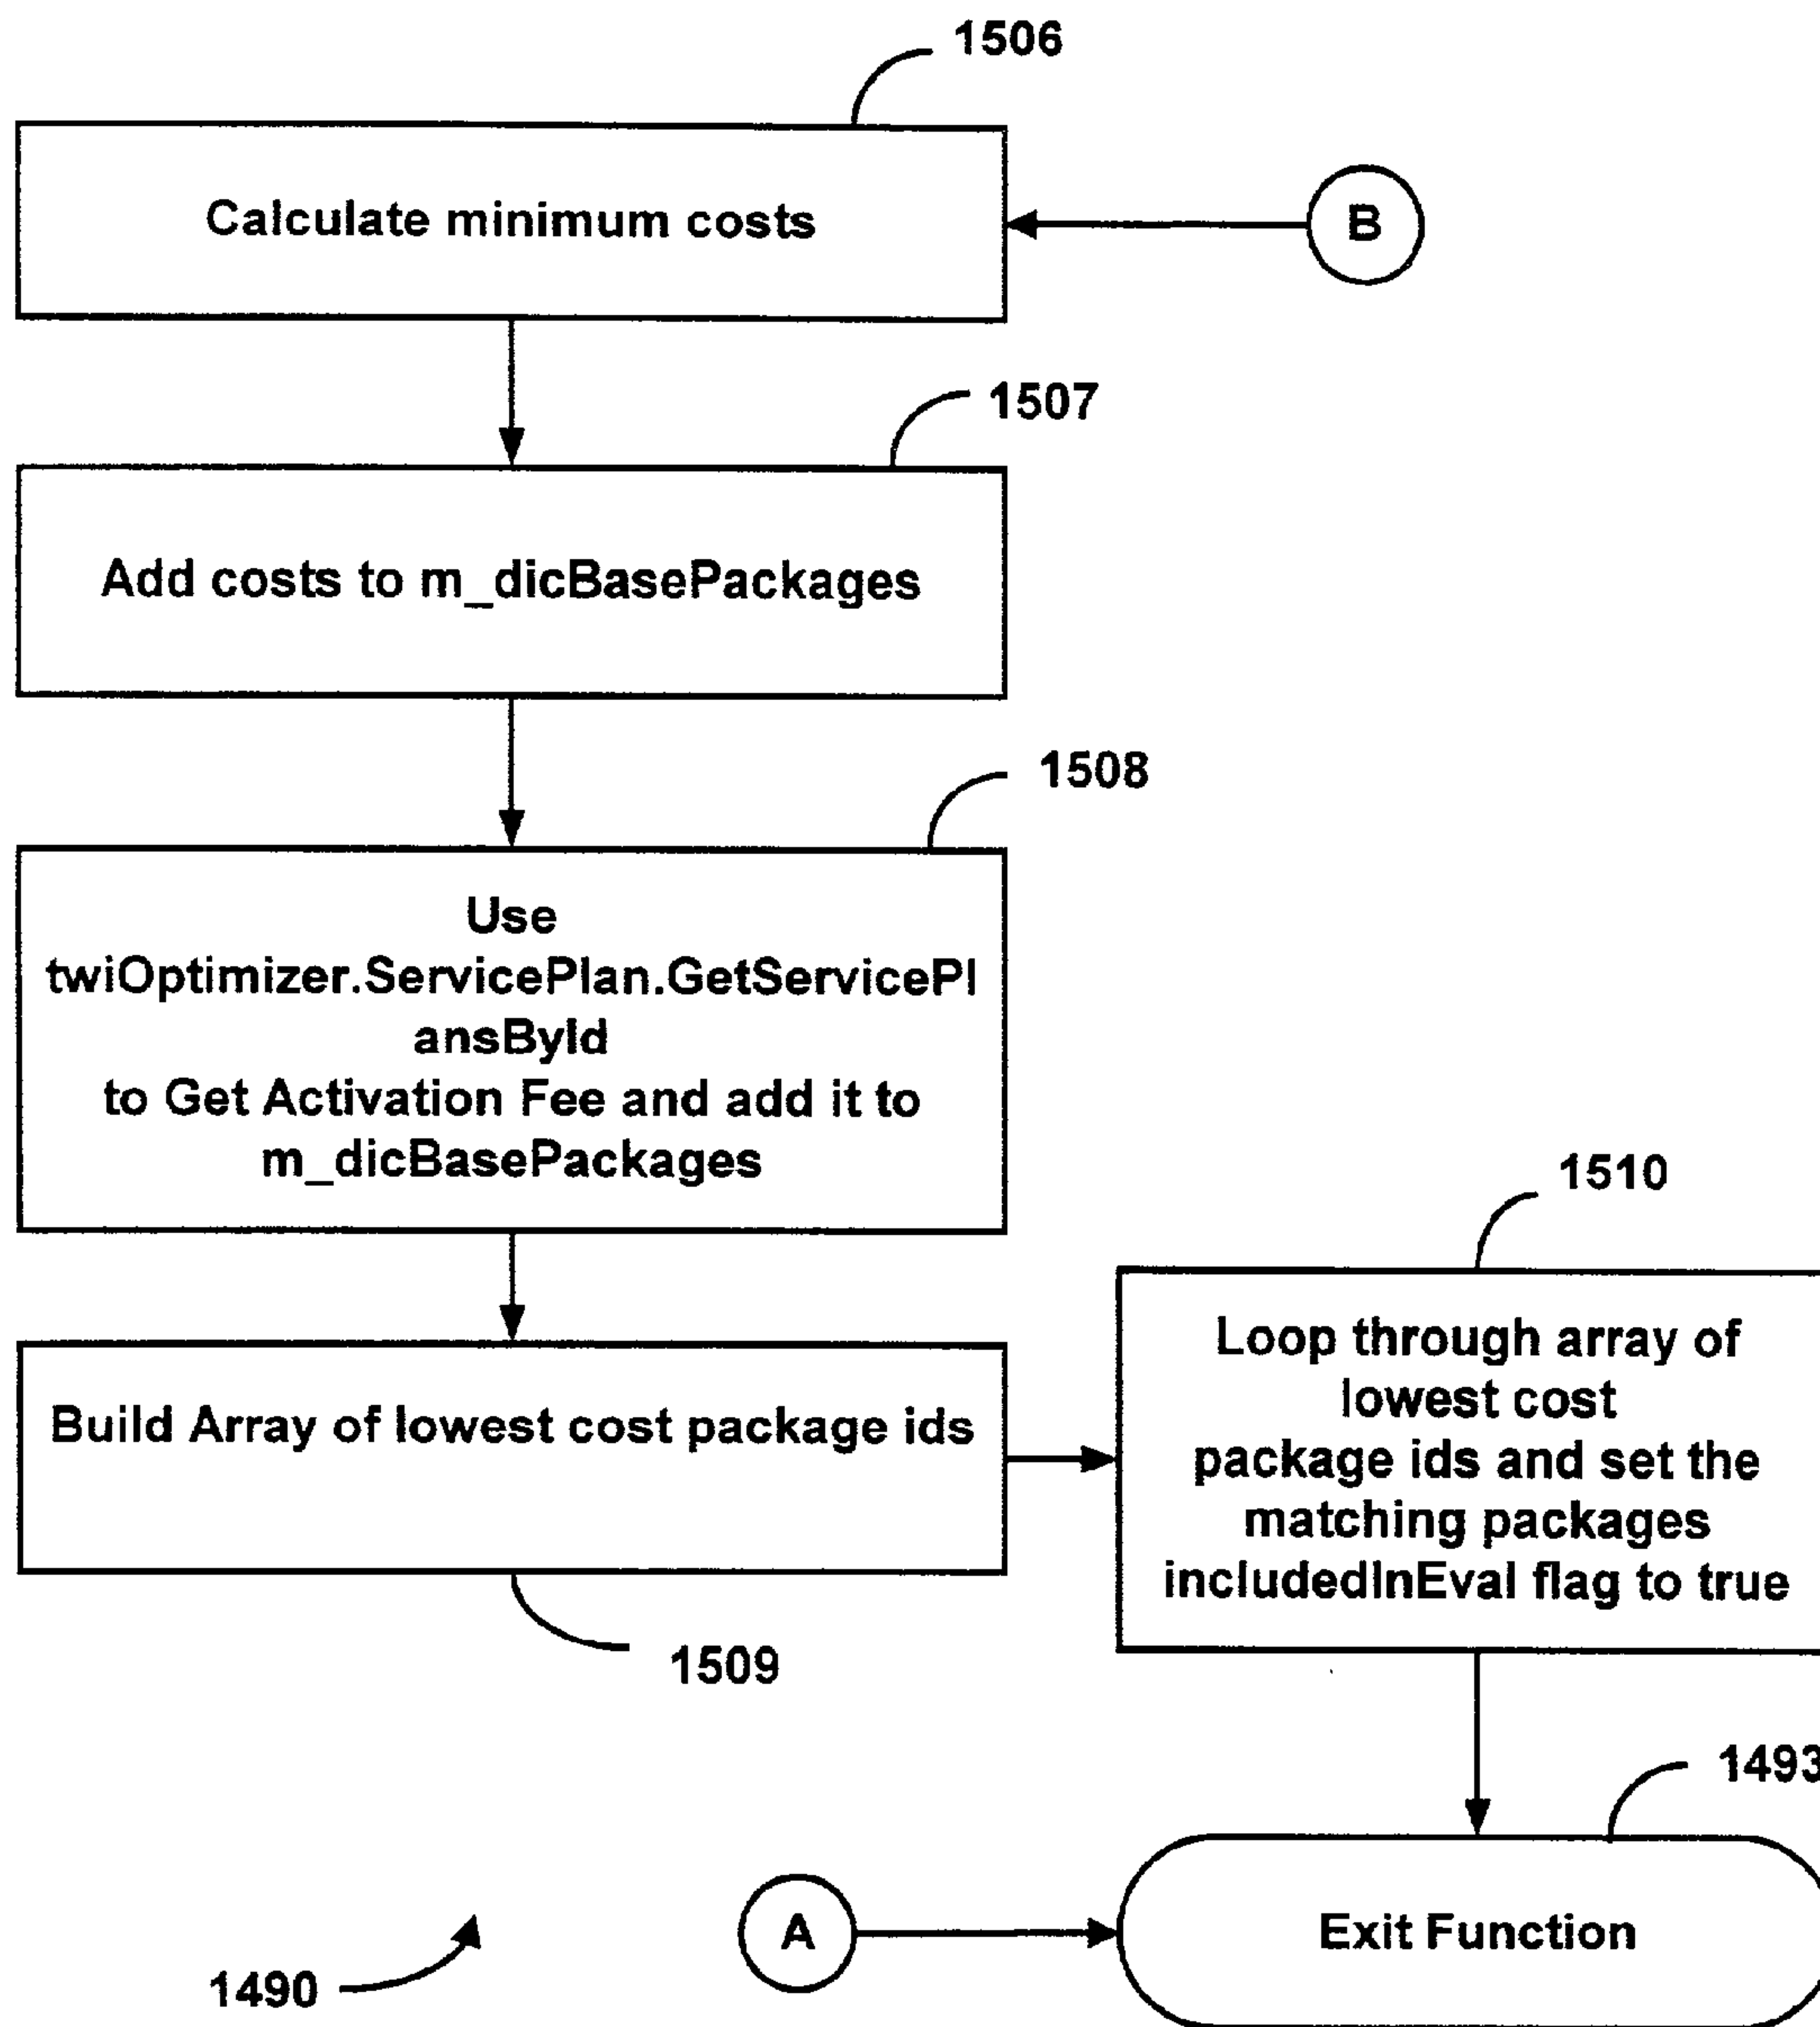 1506
Calculate minimum costs
B
1507
Add costs to m_dicBasePackages
1508
Use
twiOptimizer.ServicePlan.GetServicePl
ansById
to Get Activation Fee and add it to
m_dicBasePackages
1510
Build Array of lowest cost package ids
Loop through array of
lowest cost
package ids and set the
matching packages
includedInEval flag to true
1509
1493
A
Exit Function
1490